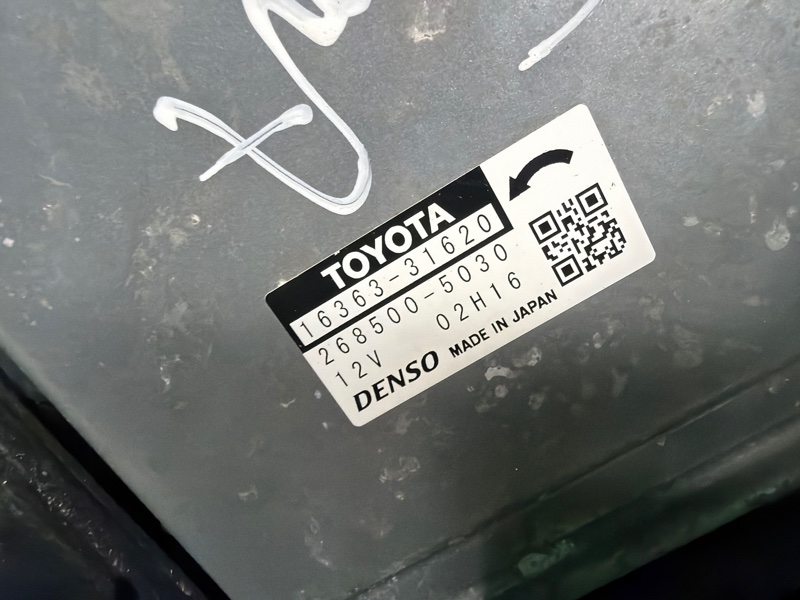 TOYOTA
16363-31620
268500-5030
12V 02H16
DENSO MADE IN JAPAN